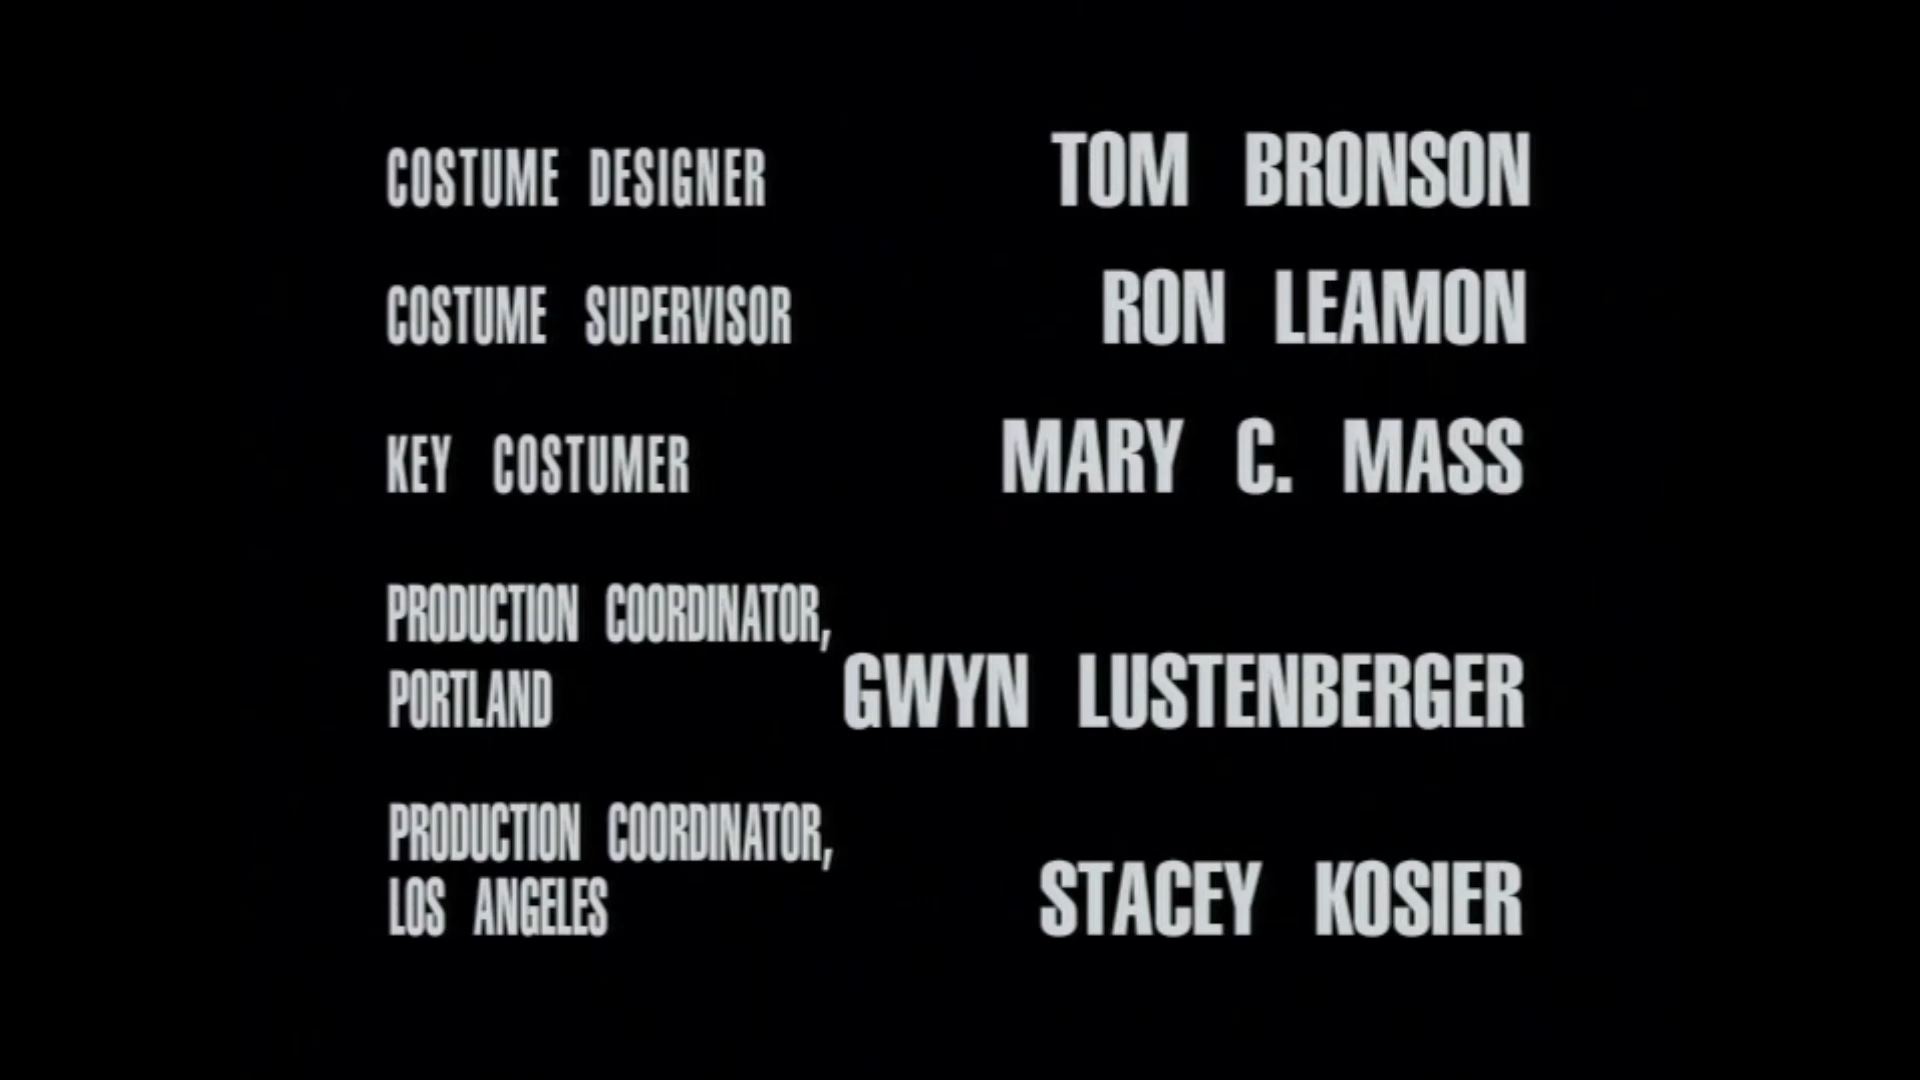 COSTUME DESIGNER TOM BRONSON
COSTUME SUPERVISOR RON LEAMON
KEY COSTUMER MARY C. MASS
PRODUCTION COORDINATOR,
PORTLAND GWYN LUSTENBERGER
PRODUCTION COORDINATOR,
LOS ANGELES STACEY KOSIER